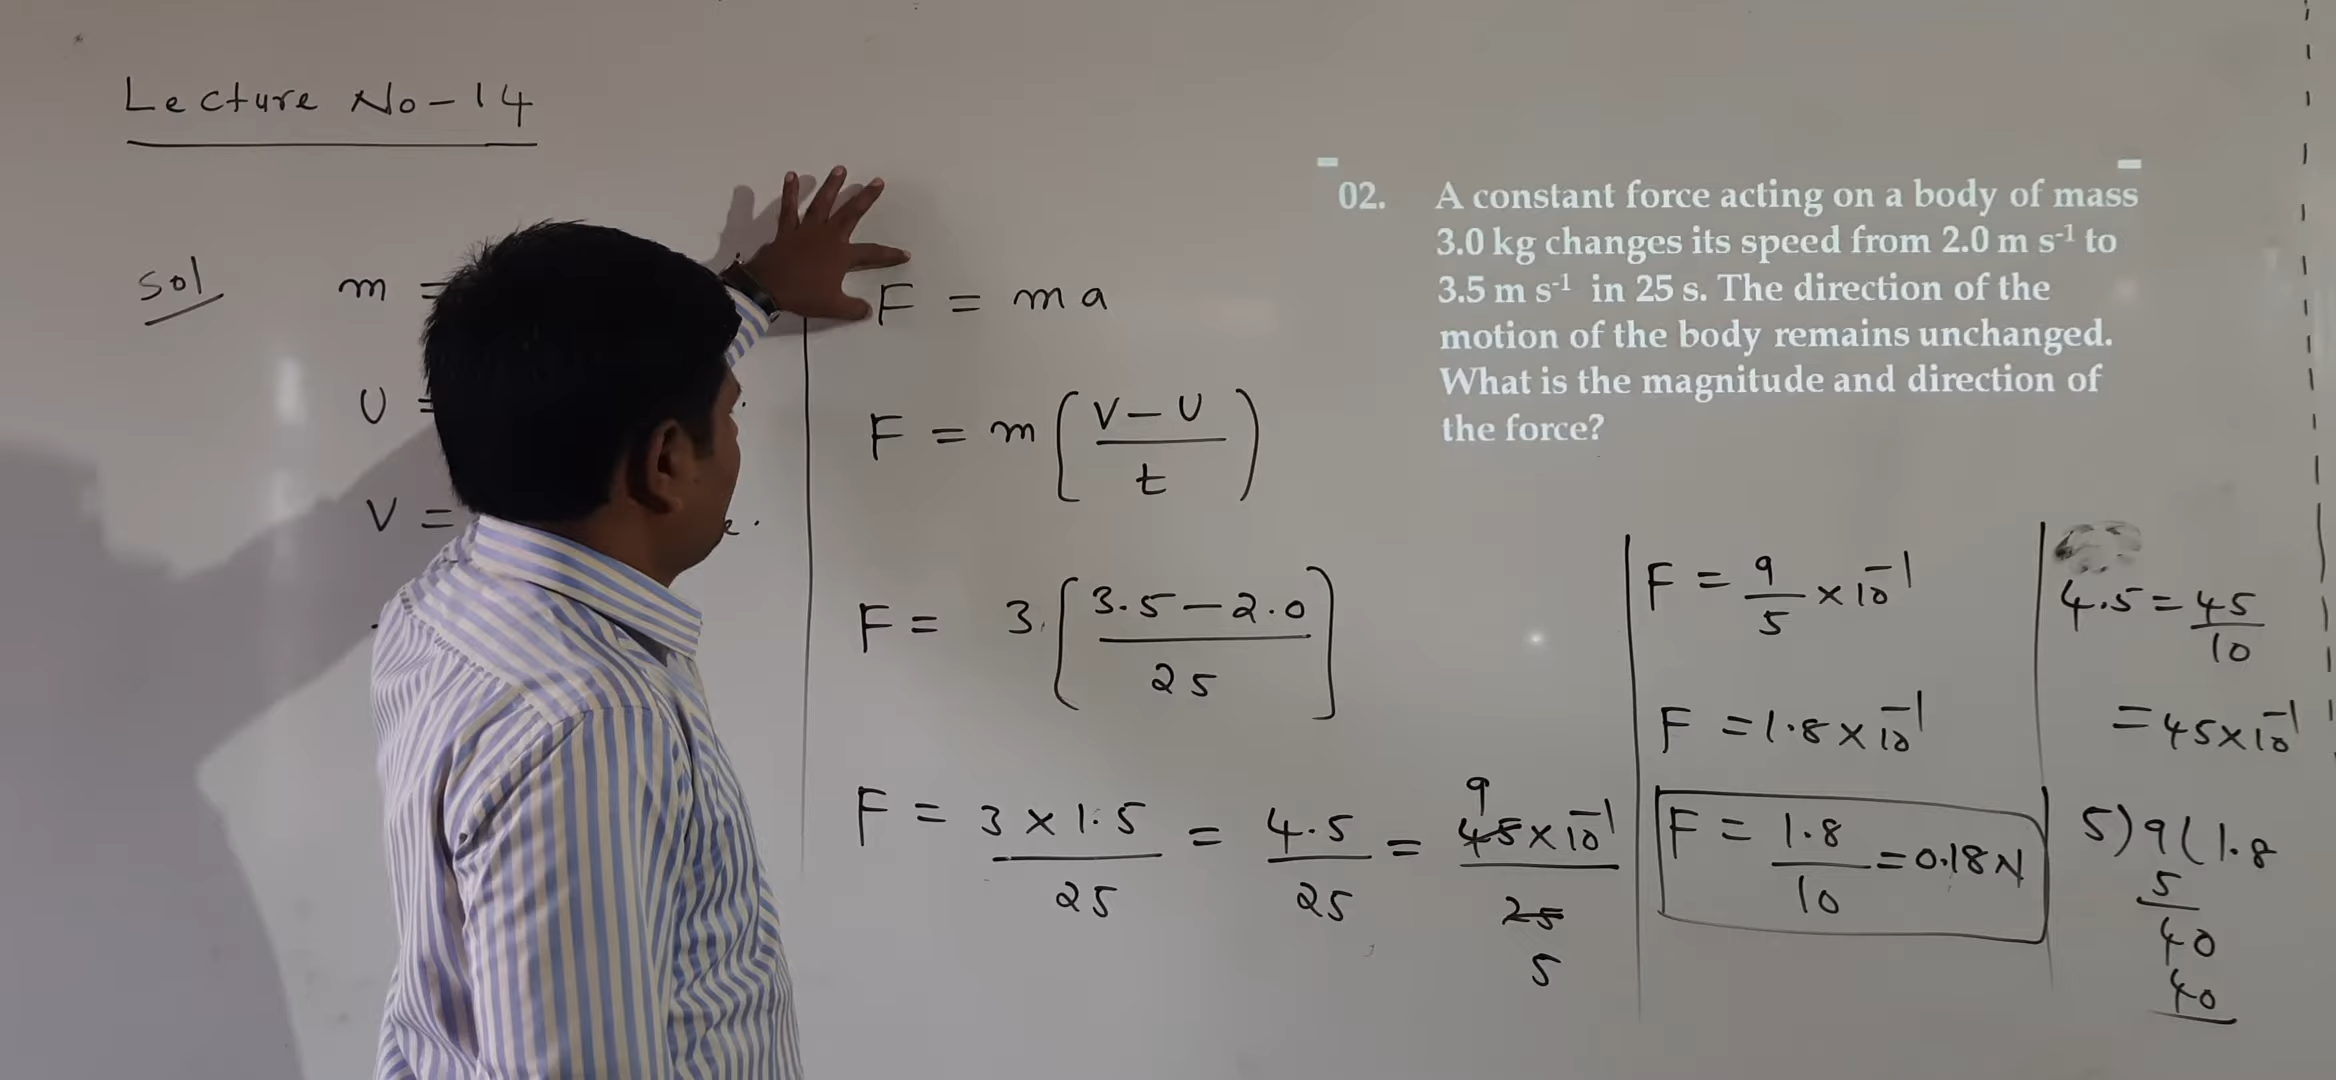 Lecture No-14
Sol
m =
U =
V =
F = ma
F = m ( V-U / t )
F = 3. [ 3.5-2.0 / 25 ]
F = 3 x 1.5 / 25 = 4.5 / 25 = 9 45x10⁻¹ / 25 5
02. A constant force acting on a body of mass
3.0 kg changes its speed from 2.0 m s⁻¹ to
3.5 m s⁻¹ in 25 s. The direction of the
motion of the body remains unchanged.
What is the magnitude and direction of
the force?
F = 9 / 5 x 10⁻¹
F = 1.8 x 10⁻¹
F = 1.8 / 10 = 0.18 N
4.5 = 45 / 10
= 45x10⁻¹
5)9(1.8
5
40
40